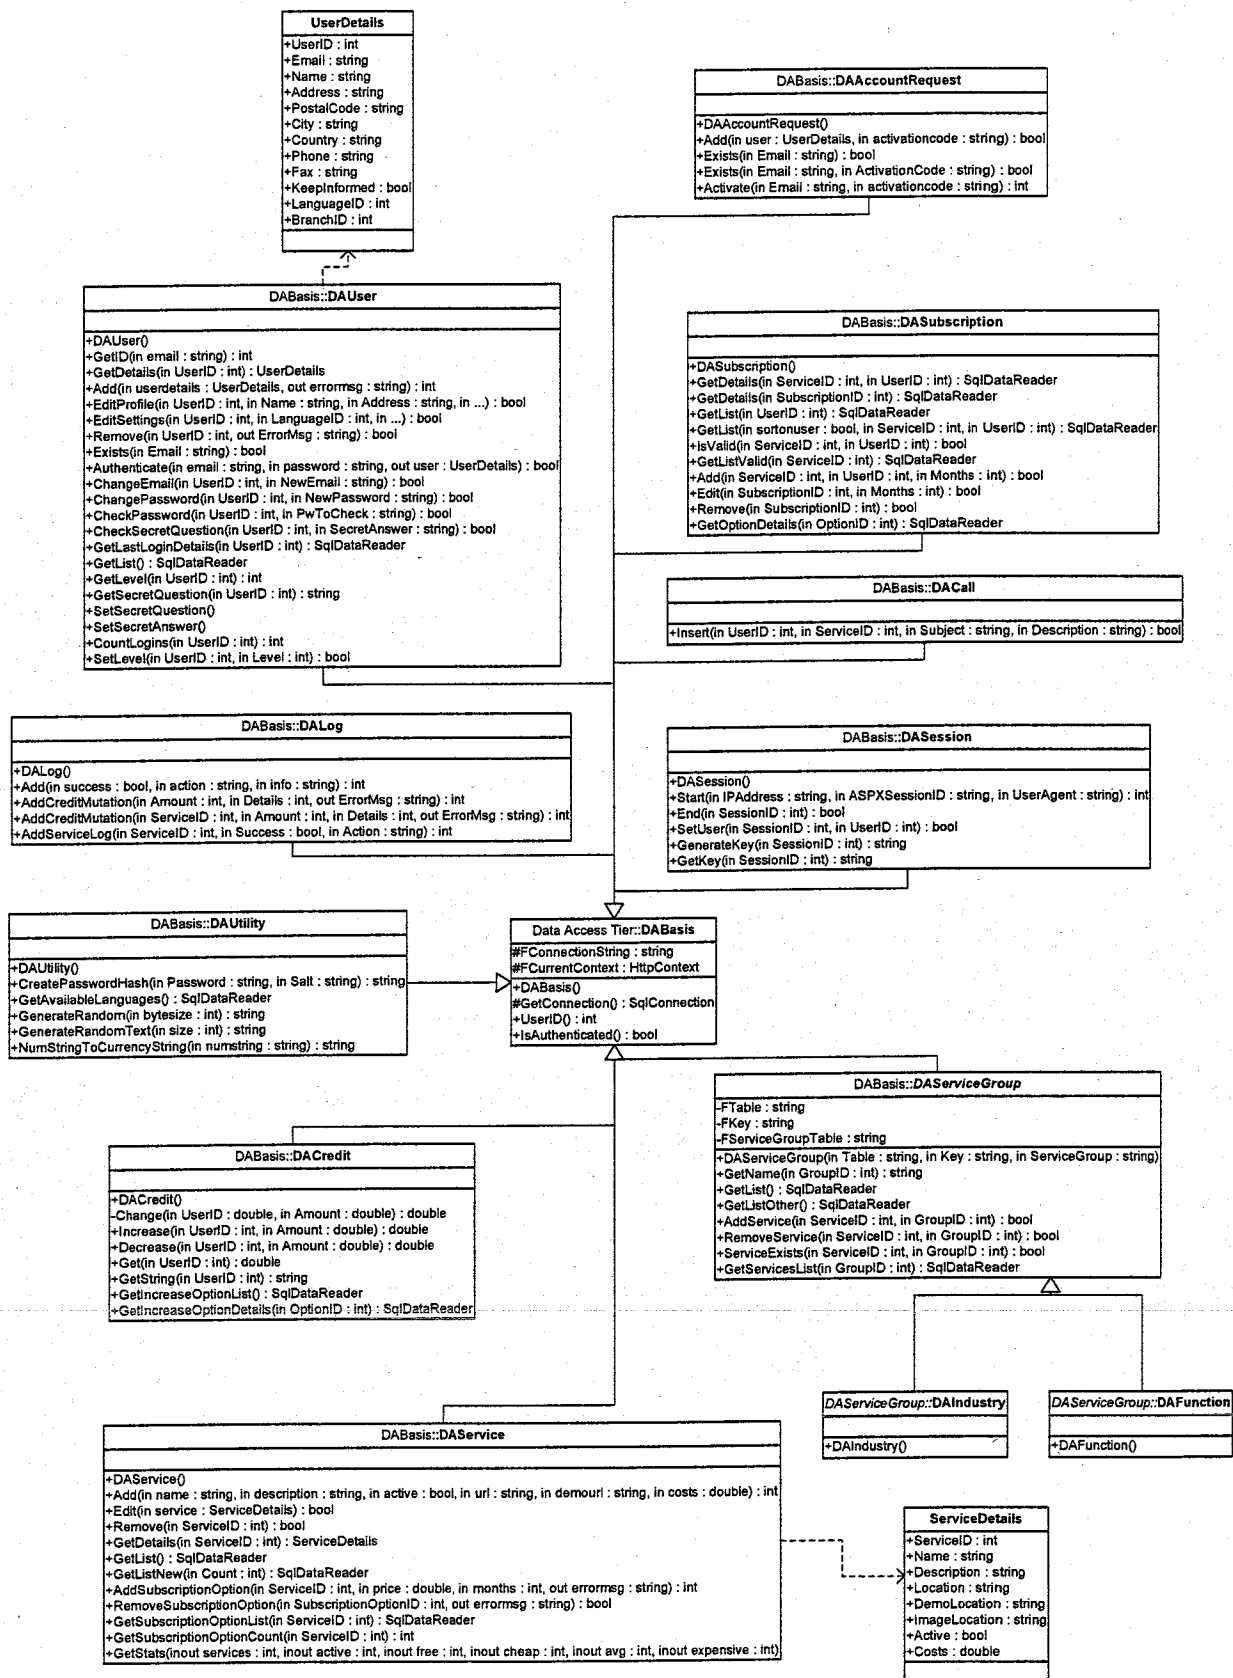 UserDetails
+UserID : int
+Email : string
+Name : string
+Address : string
+PostalCode : string
+City : string
+Country : string
+Phone : string
+Fax : string
+KeepInformed : bool
+LanguageID : int
+BranchID : int
DABasis::DAAccountRequest
+DAAccountRequest()
+Add(in user : UserDetails, in activationcode : string) : bool
+Exists(in Email : string) : bool
+Exists(in Email : string, in ActivationCode : string) : bool
+Activate(in Email : string, in activationcode : string) : int
DABasis::DAUser
+DAUser()
+GetID(in email : string) : int
+GetDetails(in UserID : int) : UserDetails
+Add(in userdetails : UserDetails, out errormsg : string) : int
+EditProfile(in UserID : int, in Name : string, in Address : string, in ...) : bool
+EditSettings(in UserID : int, in LanguageID : int, in ...) : bool
+Remove(in UserID : int, out ErrorMsg : string) : bool
+Exists(in Email : string) : bool
+Authenticate(in email : string, in password : string, out user : UserDetails) : bool
+ChangeEmail(in UserID : int, in NewEmail : string) : bool
+ChangePassword(in UserID : int, in NewPassword : string) : bool
+CheckPassword(in UserID : int, in PwToCheck : string) : bool
+CheckSecretQuestion(in UserID : int, in SecretAnswer : string) : bool
+GetLastLoginDetails(in UserID : int) : SqlDataReader
+GetList() : SqlDataReader
+GetLevel(in UserID : int) : int
+GetSecretQuestion(in UserID : int) : string
+SetSecretQuestion()
+SetSecretAnswer()
+CountLogins(in UserID : int) : int
+SetLevel(in UserID : int, in Level : int) : bool
DABasis::DASubscription
+DASubscription()
+GetDetails(in ServiceID : int, in UserID : int) : SqlDataReader
+GetDetails(in SubscriptionID : int) : SqlDataReader
+GetList(in UserID : int) : SqlDataReader
+GetList(in sortonuser : bool, in ServiceID : int, in UserID : int) : SqlDataReader
+IsValid(in ServiceID : int, in UserID : int) : bool
+GetListValid(in ServiceID : int) : SqlDataReader
+Add(in ServiceID : int, in UserID : int, in Months : int) : bool
+Edit(in SubscriptionID : int, in Months : int) : bool
+Remove(in SubscriptionID : int) : bool
+GetOptionDetails(in OptionID : int) : SqlDataReader
DABasis::DACall
+Insert(in UserID : int, in ServiceID : int, in Subject : string, in Description : string) : bool
DABasis::DALog
+DALog()
+Add(in success : bool, in action : string, in info : string) : int
+AddCreditMutation(in Amount : int, in Details : int, out ErrorMsg : string) : int
+AddCreditMutation(in ServiceID : int, in Amount : int, in Details : int, out ErrorMsg : string) : int
+AddServiceLog(in ServiceID : int, in Success : bool, in Action : string) : int
DABasis::DASession
+DASession()
+Start(in IPAddress : string, in ASPXSessionID : string, in UserAgent : string) : int
+End(in SessionID : int) : bool
+SetUser(in SessionID : int, in UserID : int) : bool
+GenerateKey(in SessionID : int) : string
+GetKey(in SessionID : int) : string
DABasis::DAUtility
+DAUtility()
+CreatePasswordHash(in Password : string, in Salt : string) : string
+GetAvailableLanguages() : SqlDataReader
+GenerateRandom(in bytesize : int) : string
+GenerateRandomText(in size : int) : string
+NumStringToCurrencyString(in numstring : string) : string
Data Access Tier::DABasis
#FConnectionString : string
#FCurrentContext : HttpContext
+DABasis()
#GetConnection() : SqlConnection
+UserID() : int
+IsAuthenticated() : bool
DABasis::DAServiceGroup
-FTable : string
-FKey : string
-FServiceGroupTable : string
+DAServiceGroup(in Table : string, in Key : string, in ServiceGroup : string)
+GetName(in GroupID : int) : string
+GetList() : SqlDataReader
+GetListOther() : SqlDataReader
+AddService(in ServiceID : int, in GroupID : int) : bool
+RemoveService(in ServiceID : int, in GroupID : int) : bool
+ServiceExists(in ServiceID : int, in GroupID : int) : bool
+GetServicesList(in GroupID : int) : SqlDataReader
DABasis::DACredit
+DACredit()
-Change(in UserID : double, in Amount : double) : double
+Increase(in UserID : int, in Amount : double) : double
+Decrease(in UserID : int, in Amount : double) : double
+Get(in UserID : int) : double
+GetString(in UserID : int) : string
+GetIncreaseOptionList() : SqlDataReader
+GetIncreaseOptionDetails(in OptionID : int) : SqlDataReader
DAServiceGroup::DAIndustry
+DAIndustry()
DAServiceGroup::DAFunction
+DAFunction()
DABasis::DAService
+DAService()
+Add(in name : string, in description : string, in active : bool, in url : string, in demourl : string, in costs : double) : int
+Edit(in service : ServiceDetails) : bool
+Remove(in ServiceID : int) : bool
+GetDetails(in ServiceID : int) : ServiceDetails
+GetList() : SqlDataReader
+GetListNew(in Count : int) : SqlDataReader
+AddSubscriptionOption(in ServiceID : int, in price : double, in months : int, out errormsg : string) : int
+RemoveSubscriptionOption(in SubscriptionOptionID : int, out errormsg : string) : bool
+GetSubscriptionOptionList(in ServiceID : int) : SqlDataReader
+GetSubscriptionOptionCount(in ServiceID : int) : int
+GetStats(inout services : int, inout active : int, inout free : int, inout cheap : int, inout avg : int, inout expensive : int)
ServiceDetails
+ServiceID : int
+Name : string
+Description : string
+Location : string
+DemoLocation : string
+ImageLocation : string
+Active : bool
+Costs : double